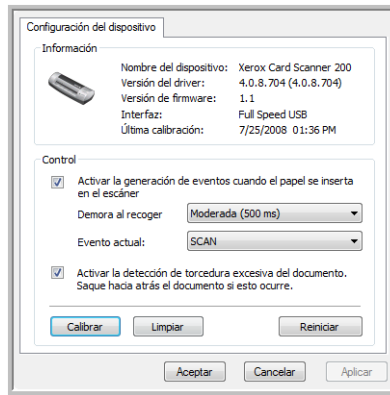 Configuración del dispositivo
Información
Nombre del dispositivo: Xerox Card Scanner 200
Versión del driver: 4.0.8.704 (4.0.8.704)
Versión de firmware: 1.1
Interfaz: Full Speed USB
Última calibración: 7/25/2008 01:36 PM
Control
Activar la generación de eventos cuando el papel se inserta
en el escáner
Demora al recoger Moderada (500 ms)
Evento actual: SCAN
Activar la detección de torcedura excesiva del documento.
Saque hacia atrás el documento si esto ocurre.
Calibrar Limpiar Reiniciar
Aceptar Cancelar Aplicar